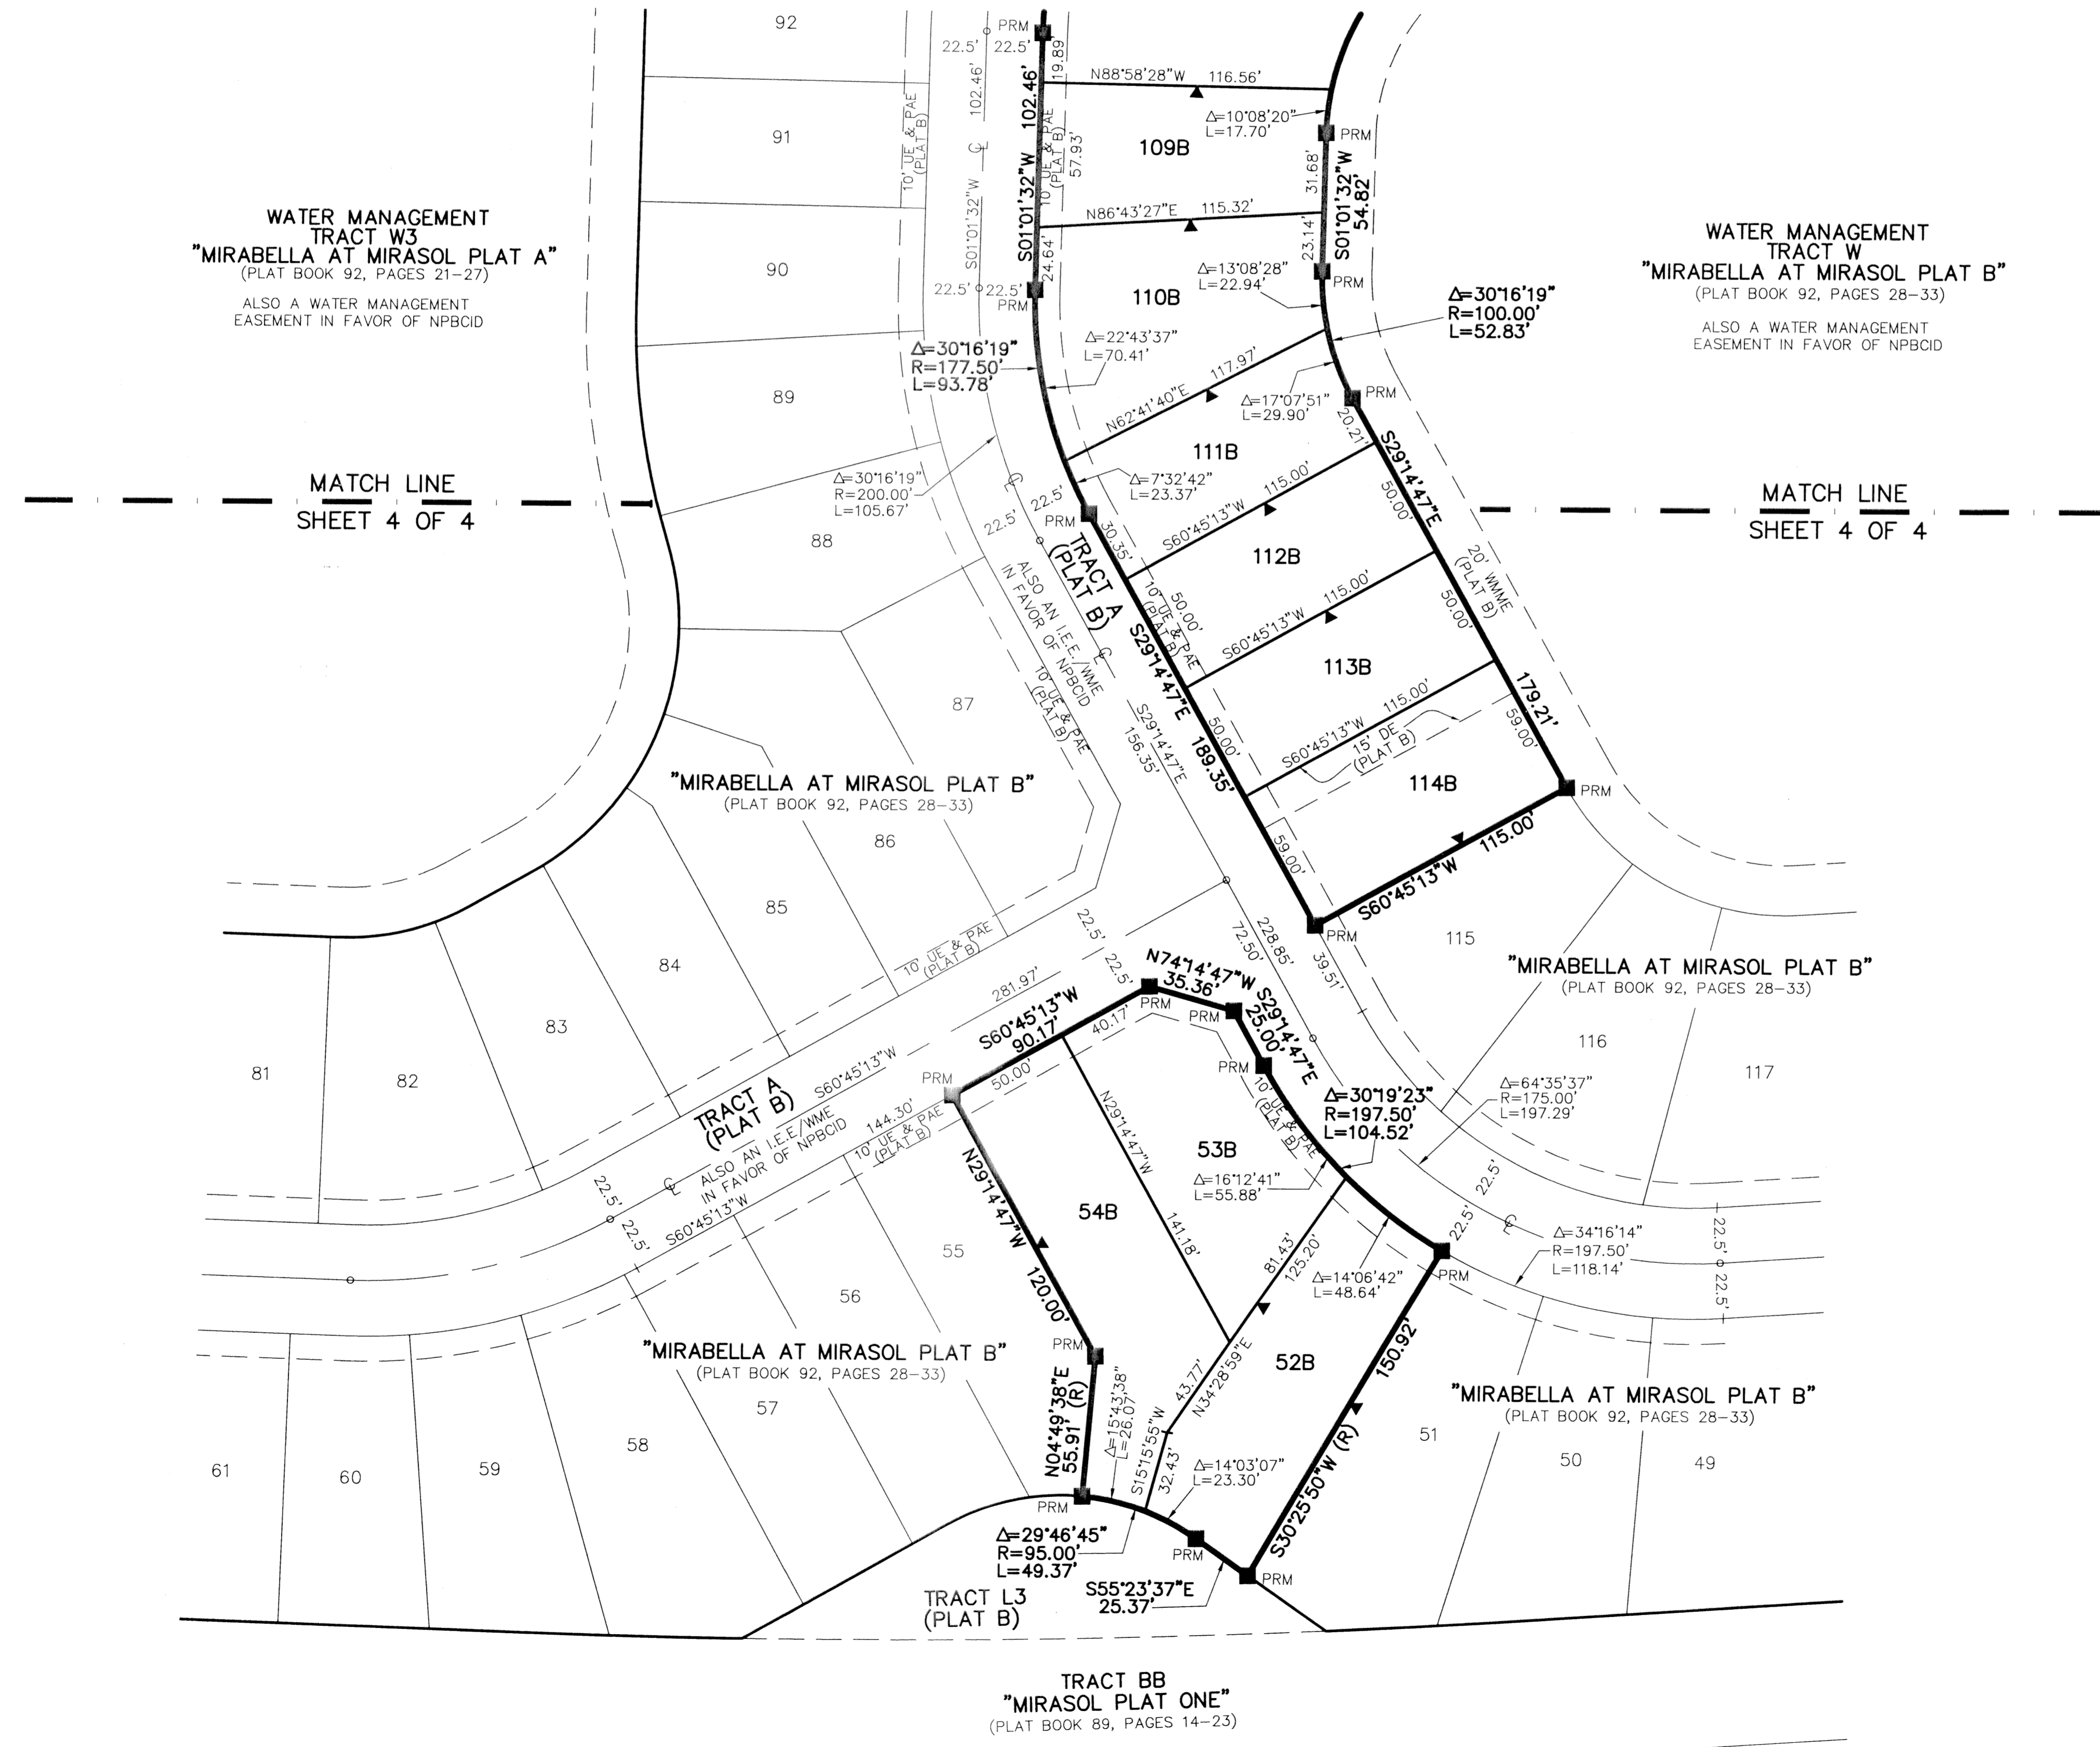 92
PRM
22.5' 22.5'
19.89'
N88°58'28"W 116.56'
102.46'
S01°01'32"W 102.46'
10' UE & PAE
(PLAT B)
10' UE & PAE
(PLAT B)
57.93'
Δ=10°08'20"
L=17.70'
PRM
91
℄
109B
31.68'
S01°01'32"W
54.82'
WATER MANAGEMENT
TRACT W3
"MIRABELLA AT MIRASOL PLAT A"
(PLAT BOOK 92, PAGES 21-27)
ALSO A WATER MANAGEMENT
EASEMENT IN FAVOR OF NPBCID
WATER MANAGEMENT
TRACT W
"MIRABELLA AT MIRASOL PLAT B"
(PLAT BOOK 92, PAGES 28-33)
ALSO A WATER MANAGEMENT
EASEMENT IN FAVOR OF NPBCID
S01°01'32"W
N86°43'27"E 115.32'
24.64'
23.14'
90
22.5' 22.5'
PRM
110B
Δ=13°08'28"
L=22.94'
PRM
Δ=30°16'19"
R=100.00'
L=52.83'
Δ=30°16'19"
R=177.50'
L=93.78'
Δ=22°43'37"
L=70.41'
89
N62°41'40"E 117.97'
Δ=17°07'51"
L=29.90'
PRM
20.21'
S29°14'47"E
179.21'
111B
Δ=30°16'19"
R=200.00'
L=105.67'
℄
Δ=7°32'42"
L=23.37'
22.5' 22.5'
PRM
MATCH LINE
SHEET 4 OF 4
MATCH LINE
SHEET 4 OF 4
88
30.35'
S60°45'13"W 115.00'
50.00'
112B
TRACT A
(PLAT B)
ALSO AN I.E.E./WME
IN FAVOR OF NPBCID
10' UE & PAE
(PLAT B)
50.00'
20' WMME
(PLAT B)
S60°45'13"W 115.00'
50.00'
113B
℄
S29°14'47"E 189.35'
10' UE & PAE
(PLAT B)
87
S29°14'47"E
156.35'
50.00'
S60°45'13"W 115.00'
15' DE
(PLAT B)
59.00'
114B
PRM
"MIRABELLA AT MIRASOL PLAT B"
(PLAT BOOK 92, PAGES 28-33)
86
59.00'
S60°45'13"W 115.00'
PRM
85
84
83
82
81
10' UE & PAE
(PLAT B)
22.5'
22.5'
281.97'
228.85'
72.50'
39.51'
115
"MIRABELLA AT MIRASOL PLAT B"
(PLAT BOOK 92, PAGES 28-33)
116
117
N74°14'47"W
35.36'
PRM
PRM
S29°14'47"E
25.00'
PRM
S60°45'13"W
90.17'
40.17'
50.00'
PRM
TRACT A
(PLAT B)
S60°45'13"W
℄
ALSO AN I.E.E/WME
IN FAVOR OF NPBCID
144.30'
10' UE & PAE
(PLAT B)
S60°45'13"W
22.5'
22.5'
10' UE & PAE
(PLAT B)
Δ=30°19'23"
R=197.50'
L=104.52'
Δ=64°35'37"
R=175.00'
L=197.29'
N29°14'47"W
141.18'
53B
Δ=16°12'41"
L=55.88'
54B
N29°14'47"W
120.00'
22.5'
22.5'
℄
Δ=34°16'14"
R=197.50'
L=118.14'
22.5'
22.5'
PRM
81.43'
125.20'
Δ=14°06'42"
L=48.64'
55
56
"MIRABELLA AT MIRASOL PLAT B"
(PLAT BOOK 92, PAGES 28-33)
57
58
59
60
61
PRM
N04°49'38"E
55.91' (R)
Δ=15°43'38"
L=26.07'
43.77'
N34°28'59"E
S15°15'55"W
32.43'
52B
150.92'
S30°25'50"W (R)
"MIRABELLA AT MIRASOL PLAT B"
(PLAT BOOK 92, PAGES 28-33)
51
50
49
Δ=14°03'07"
L=23.30'
PRM
Δ=29°46'45"
R=95.00'
L=49.37'
PRM
PRM
S55°23'37"E
25.37'
TRACT L3
(PLAT B)
TRACT BB
"MIRASOL PLAT ONE"
(PLAT BOOK 89, PAGES 14-23)